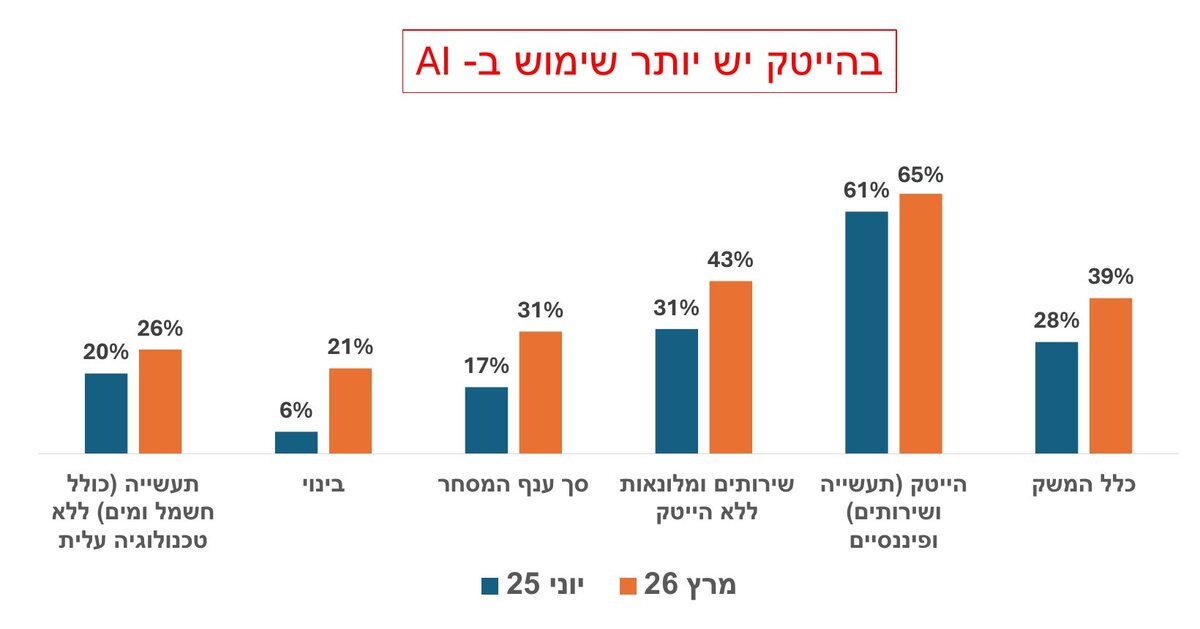 בהייטק יש יותר שימוש ב- AI
65%
61%
43%
39%
31%
31%
28%
26%
21%
20%
17%
6%
כלל המשק
הייטק (תעשייה
ושירותים)
ופיננסיים
שירותים ומלונאות
ללא הייטק
סך ענף המסחר
בינוי
תעשייה (כולל
חשמל ומים) ללא
טכנולוגיה עלית
יוני 25
מרץ 26